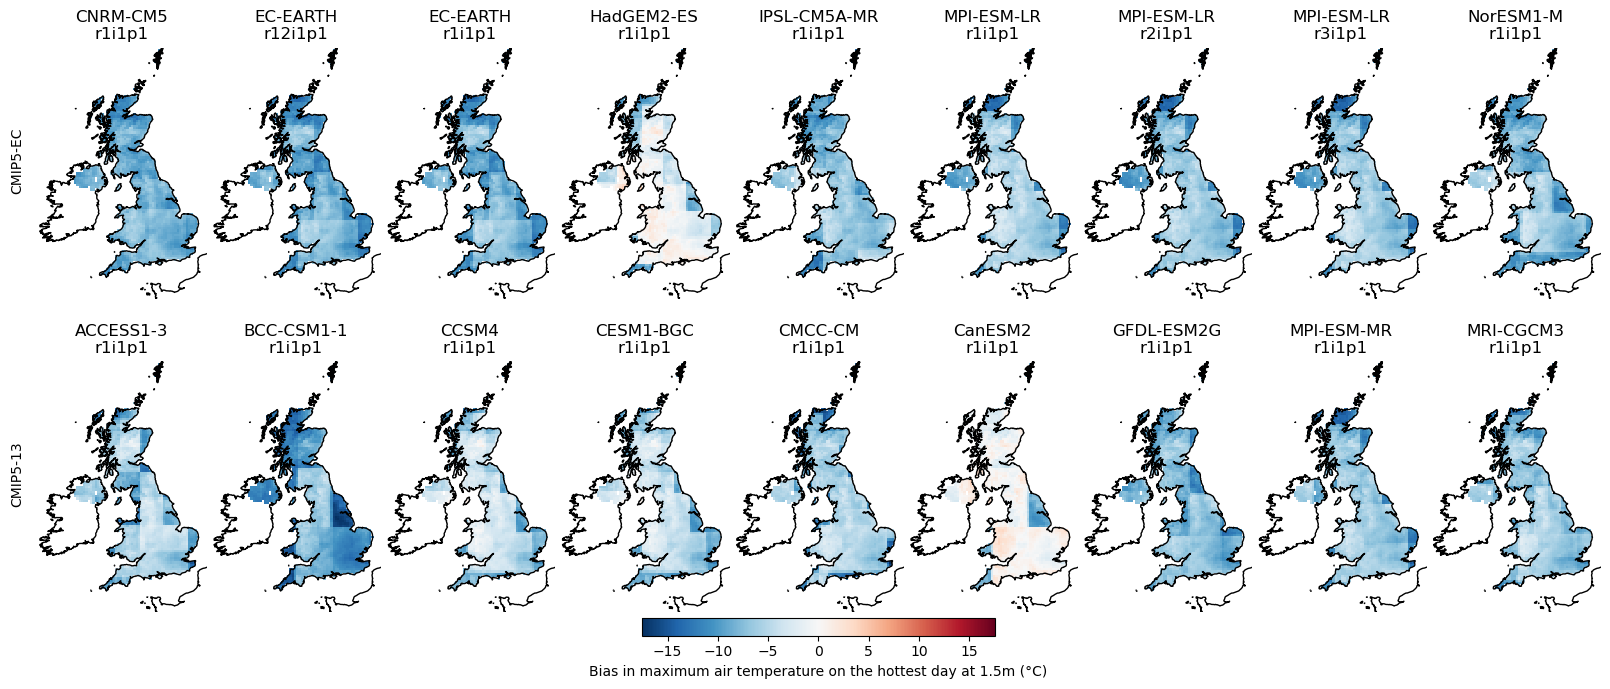 CNRM-CM5 EC-EARTH EC-EARTH HadGEM2-ES IPSL-CM5A-MR MPI-ESM-LR MPI-ESM-LR MPI-ESM-LR NorESM1-M
r1i1p1 r12i1p1 r1i1p1 r1i1p1 r1i1p1 r1i1p1 r2i1p1 r3i1p1 r1i1p1
CMIP5-EC
ACCESS1-3 BCC-CSM1-1 CCSM4 CESM1-BGC CMCC-CM CanESM2 GFDL-ESM2G MPI-ESM-MR MRI-CGCM3
r1i1p1 r1i1p1 r1i1p1 r1i1p1 r1i1p1 r1i1p1 r1i1p1 r1i1p1 r1i1p1
CMIP5-13
−15 −10 −5 0 5 10 15
Bias in maximum air temperature on the hottest day at 1.5m (°C)